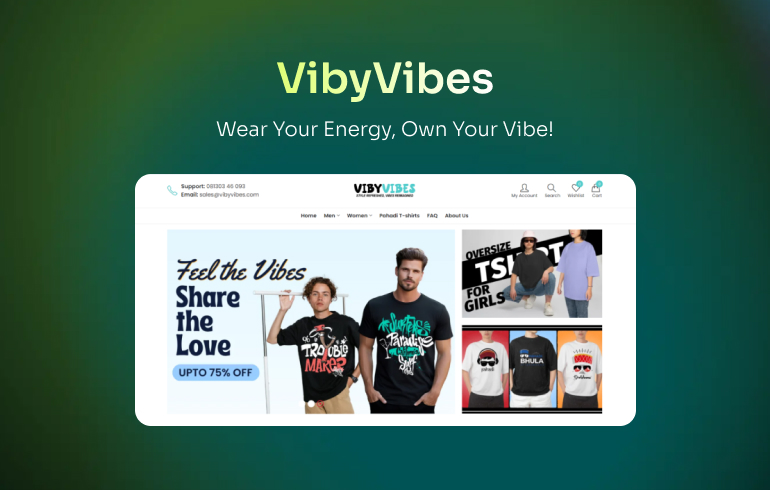 VibyVibes
Wear Your Energy, Own Your Vibe!
Support: 081303 46 093
Email: sales@vibyvibes.com
VIBYVIBES
My Account
Search
Wishlist
Cart
Home Men Women Pahadi T-shirts FAQ About Us
Feel the Vibes
Share
the
Love
UPTO 75% OFF
TROUBLE
MAKER
Paradise
Surf
OVERSIZE
TSHIRT
FOR
GIRLS
pahadi
BHULA